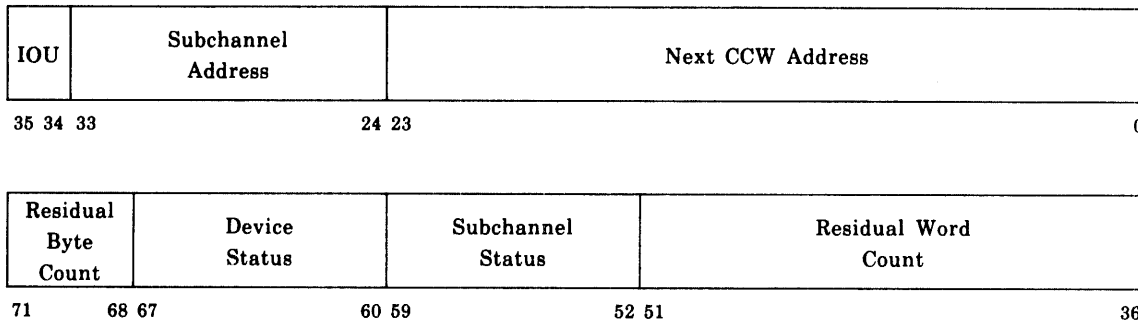 IOU
Subchannel
Address
Next CCW Address
35 34 33 24 23 0
Residual
Byte
Count
Device
Status
Subchannel
Status
Residual Word
Count
71 68 67 60 59 52 51 36